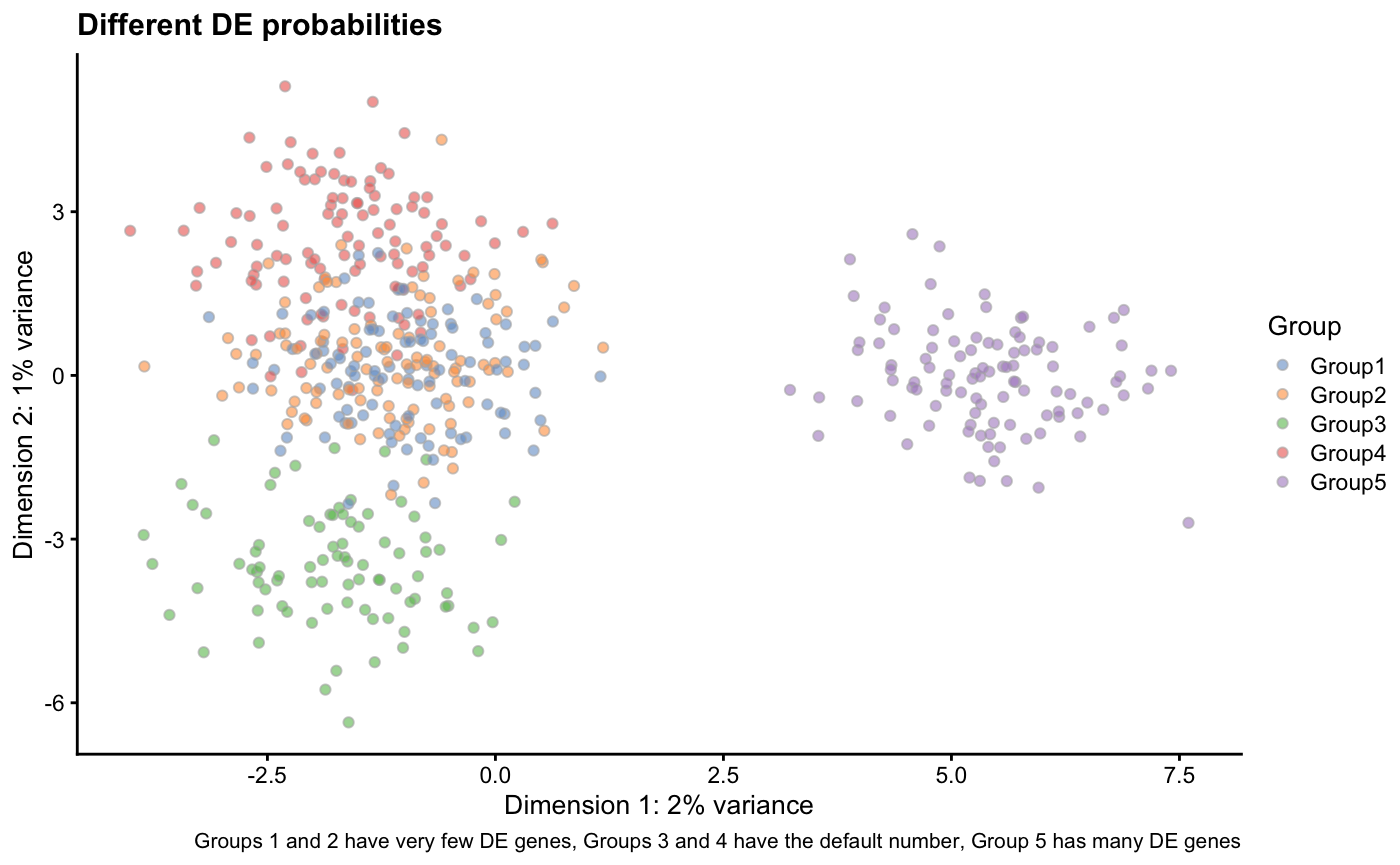 Different DE probabilities
Dimension 2: 1% variance
3
0
-3
-6
-2.5
0.0
2.5
5.0
7.5
Dimension 1: 2% variance
Group
Group1
Group2
Group3
Group4
Group5
Groups 1 and 2 have very few DE genes, Groups 3 and 4 have the default number, Group 5 has many DE genes